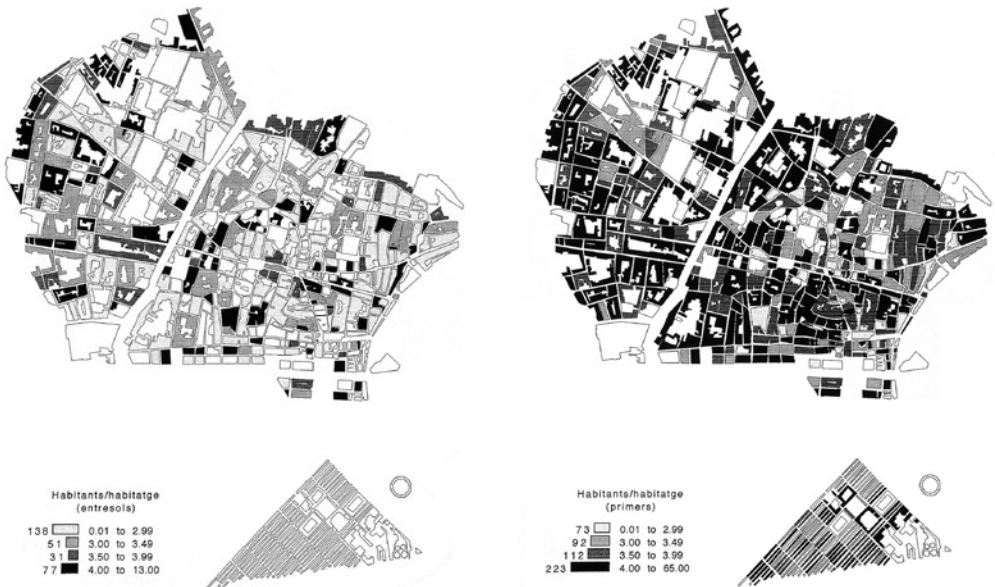 Habitants/habitatge
(entresols)
138 0.01 to 2.99
51 3.00 to 3.49
31 3.50 to 3.99
77 4.00 to 13.00
Habitants/habitatge
(primers)
73 0.01 to 2.99
92 3.00 to 3.49
112 3.50 to 3.99
223 4.00 to 65.00